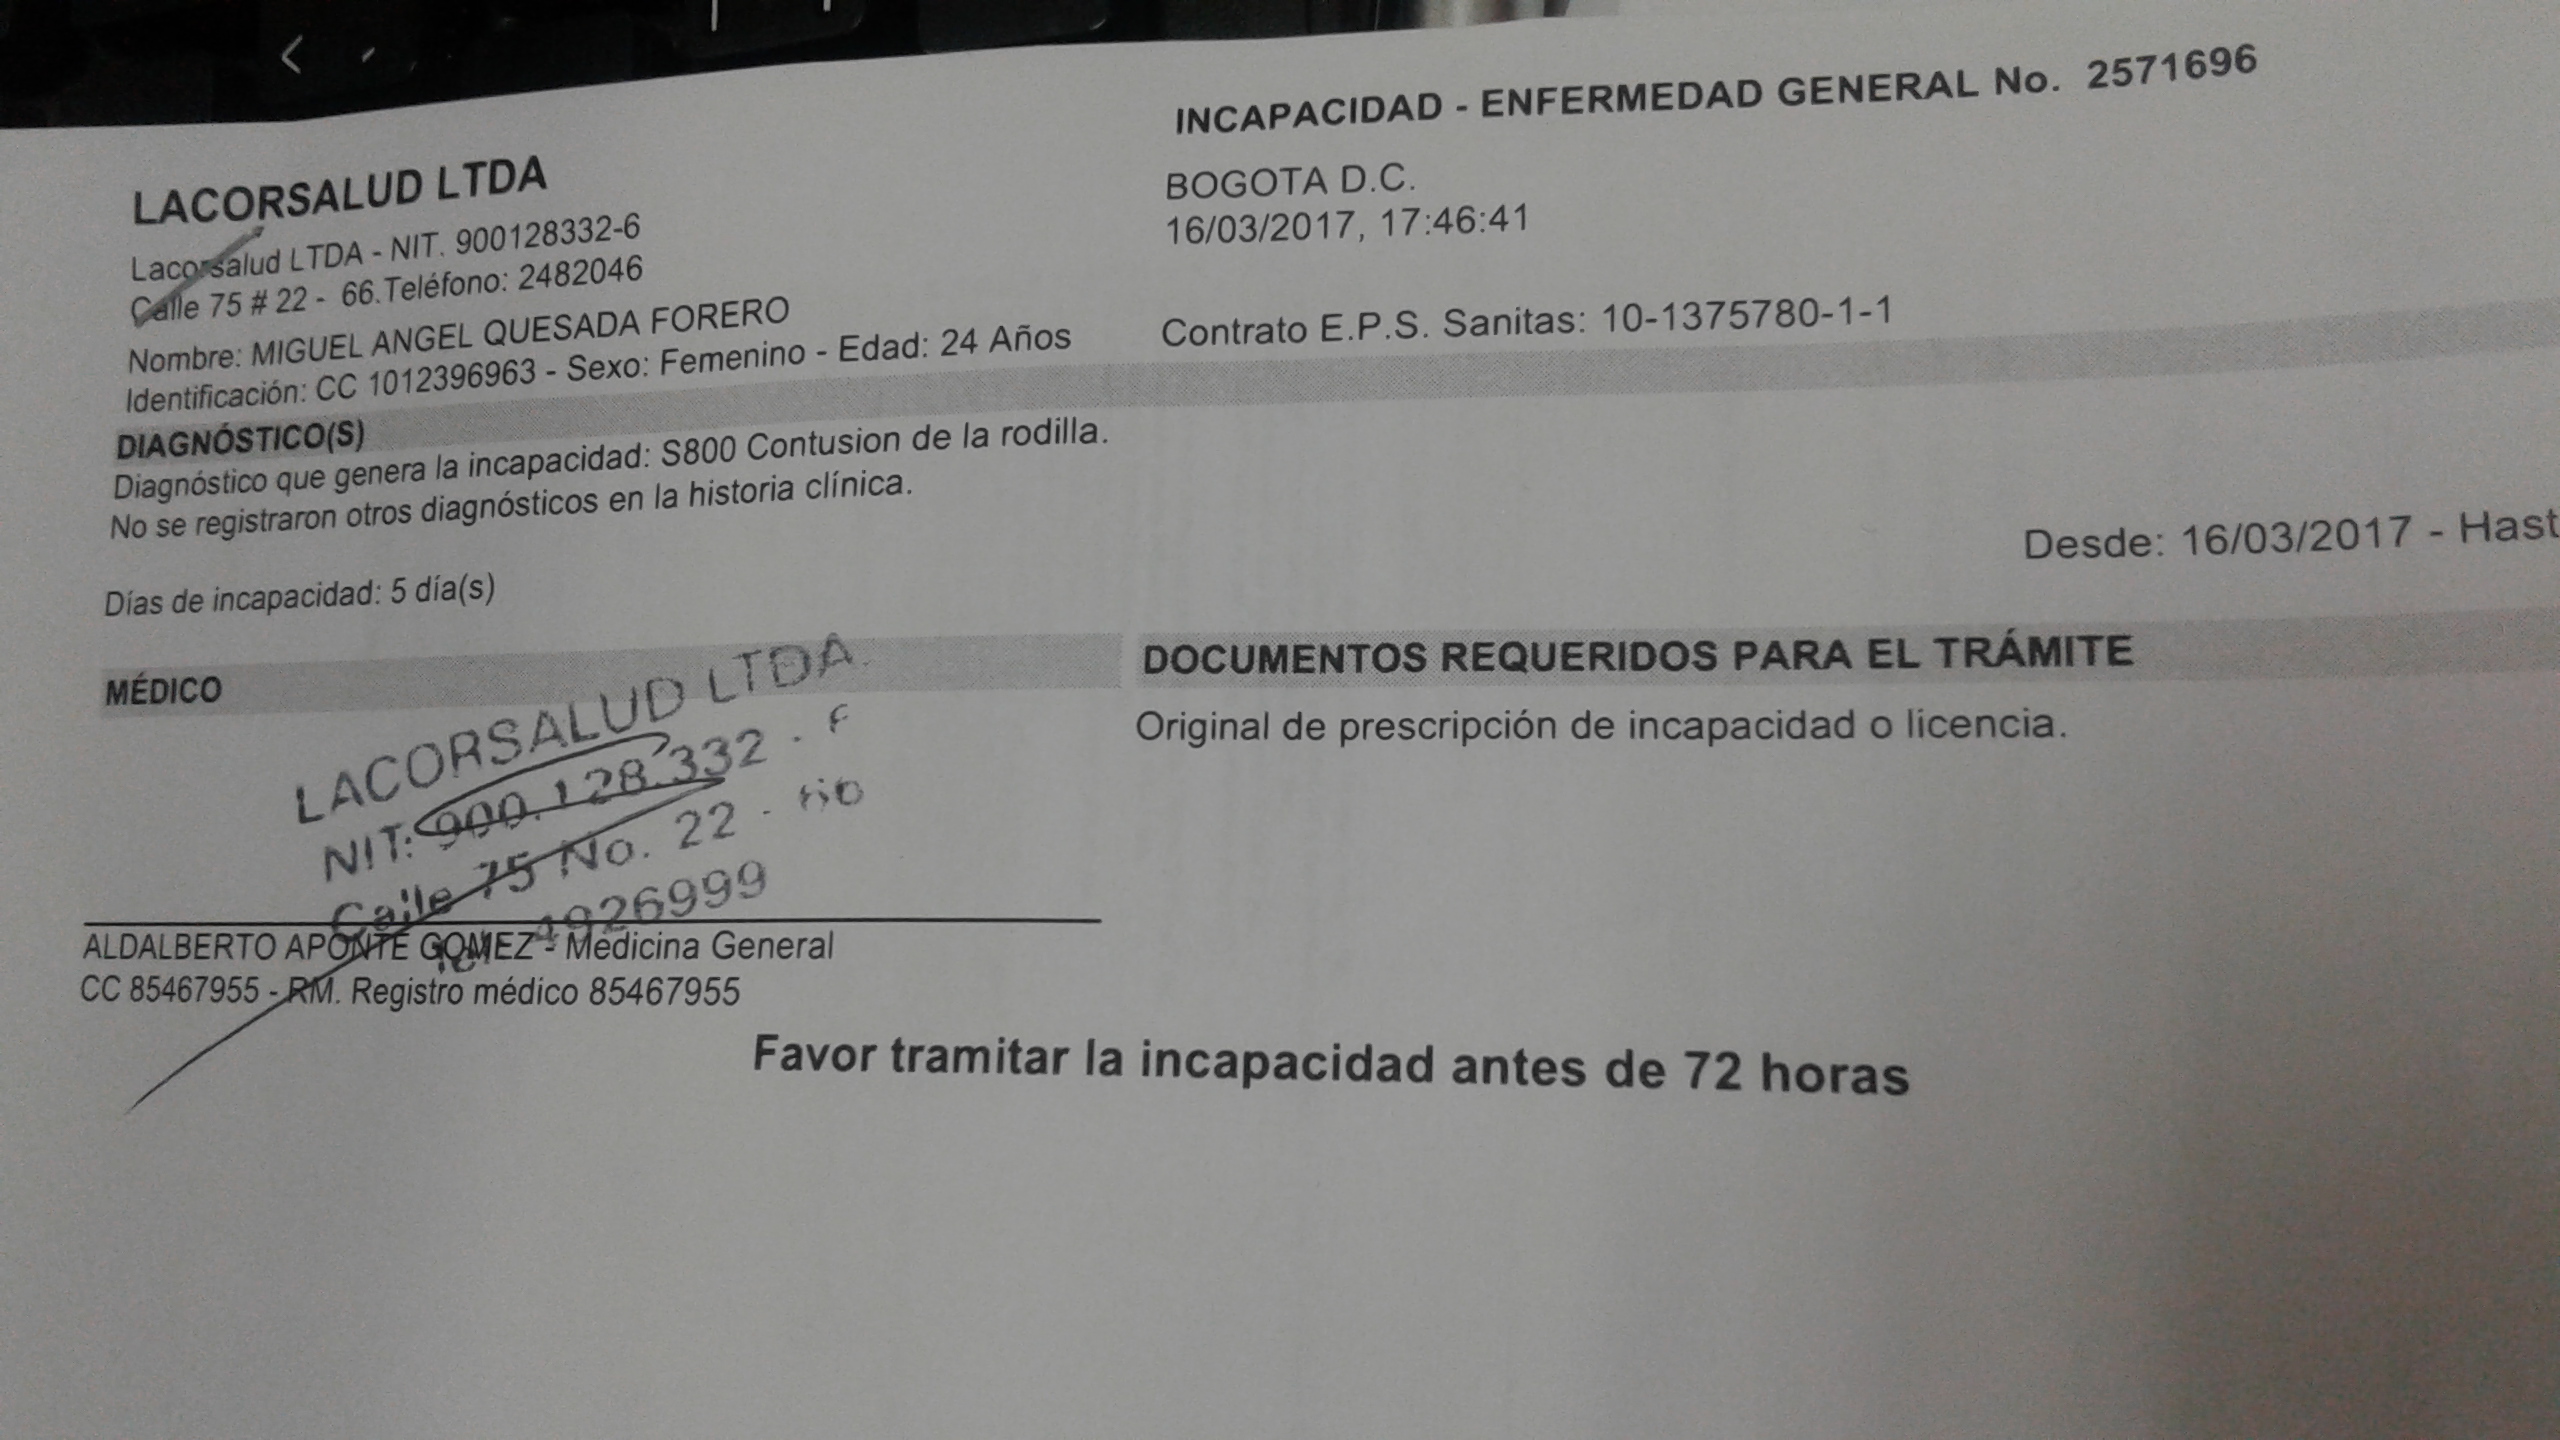 INCAPACIDAD - ENFERMEDAD GENERAL No. 2571696
LACORSALUD LTDA
BOGOTA D.C.
Lacorsalud LTDA - NIT. 900128332-6
16/03/2017, 17:46:41
Calle 75 # 22 - 66.Teléfono: 2482046
Nombre: MIGUEL ANGEL QUESADA FORERO
Contrato E.P.S. Sanitas: 10-1375780-1-1
Identificación: CC 1012396963 - Sexo: Femenino - Edad: 24 Años
DIAGNÓSTICO(S)
Diagnóstico que genera la incapacidad: S800 Contusion de la rodilla.
No se registraron otros diagnósticos en la historia clínica.
Días de incapacidad: 5 día(s)
Desde: 16/03/2017 - Hast
MÉDICO
DOCUMENTOS REQUERIDOS PARA EL TRÁMITE
Original de prescripción de incapacidad o licencia.
LACORSALUD LTDA.
NIT: 900.128.332
Calle 75 No. 22
ALDALBERTO APONTE GOMEZ - Medicina General
CC 85467955 - RM. Registro médico 85467955
Favor tramitar la incapacidad antes de 72 horas